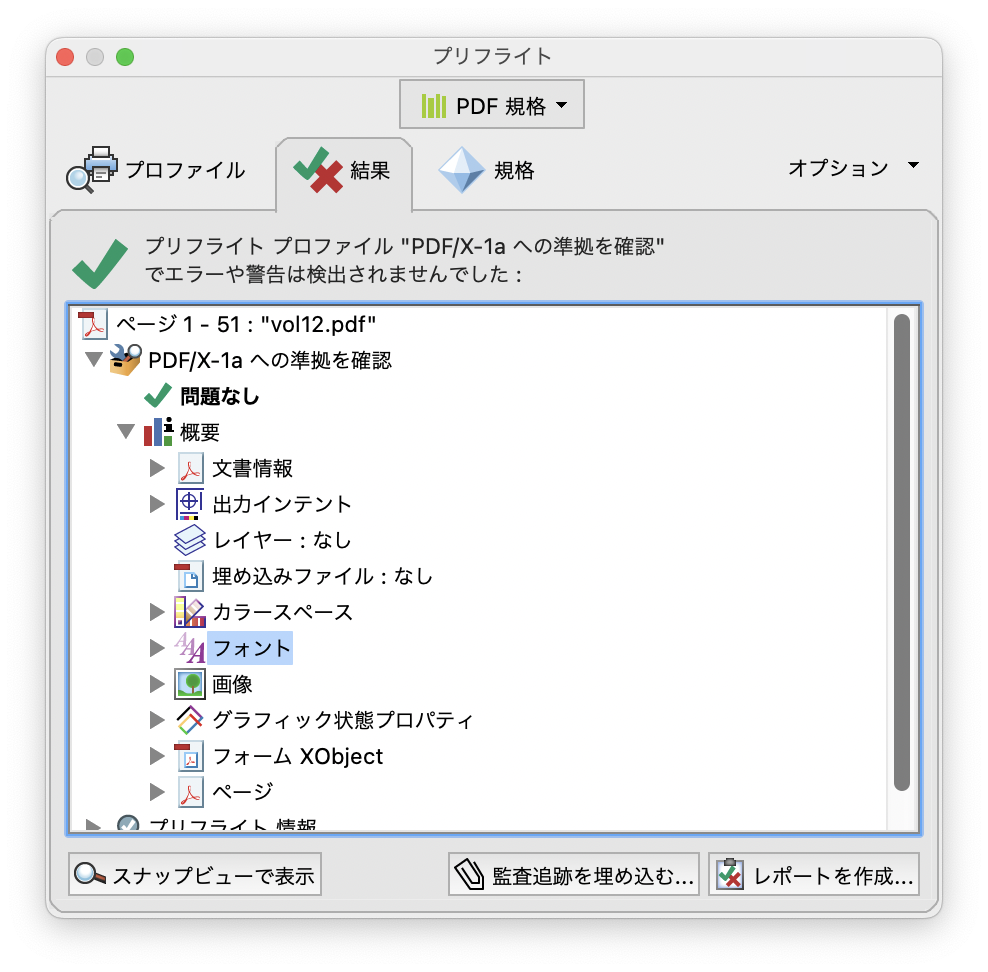 プリフライト
PDF 規格
プロファイル
結果
規格
オプション
プリフライト プロファイル "PDF/X-1a への準拠を確認"
でエラーや警告は検出されませんでした :
ページ 1 - 51 : "vol12.pdf"
PDF/X-1a への準拠を確認
問題なし
概要
文書情報
出力インテント
レイヤー : なし
埋め込みファイル : なし
カラースペース
フォント
画像
グラフィック状態プロパティ
フォーム XObject
ページ
プリフライト 情報
スナップビューで表示
監査追跡を埋め込む...
レポートを作成...